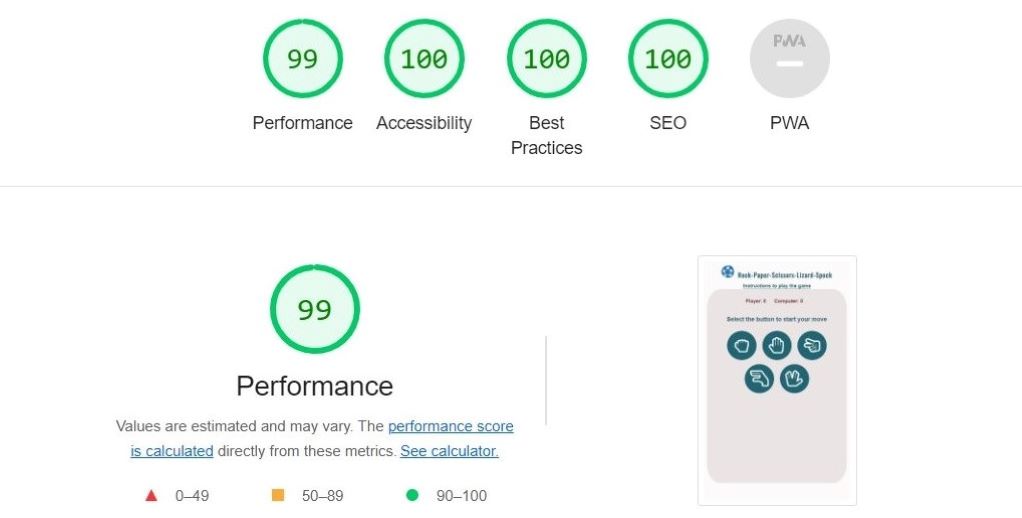 99 100 100 100 PWA
Performance Accessibility Best Practices SEO PWA
99
Performance
Values are estimated and may vary. The performance score
is calculated directly from these metrics. See calculator.
0–49 50–89 90–100
Rock-Paper-Scissors-Lizard-Spock
Instructions to play the game
Player: 0 Computer: 0
Select the button to start your move